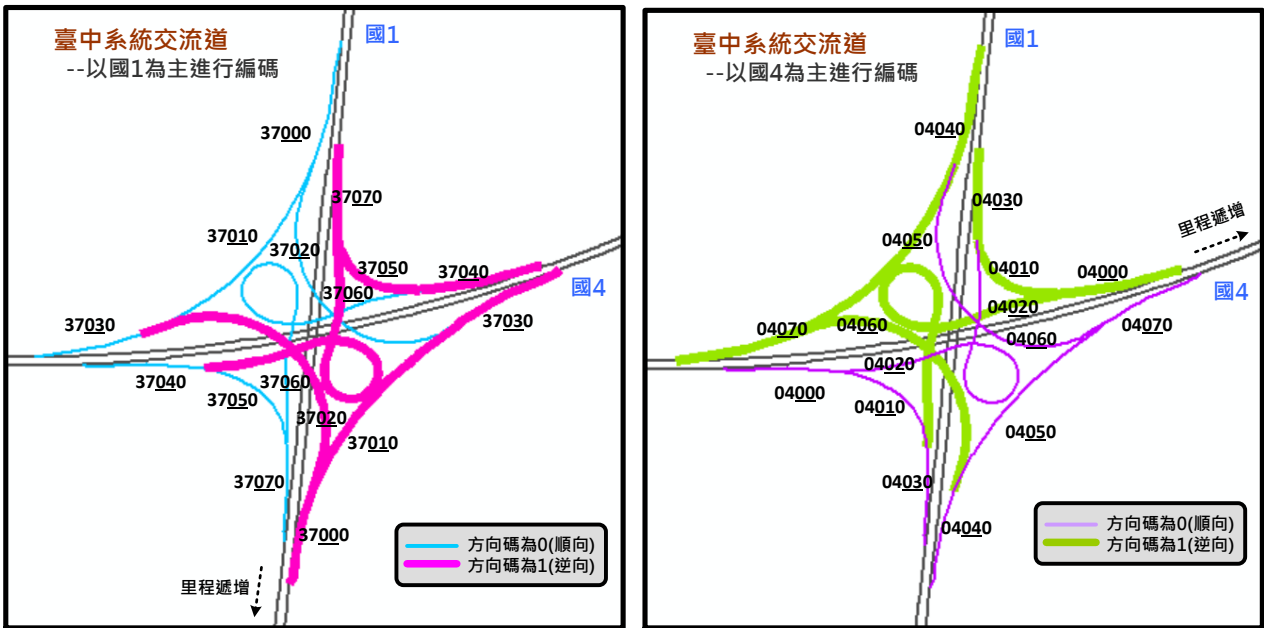 臺中系統交流道
--以國1為主進行編碼
國1
37000
37070
37010
37020
37050
37040
37060
國4
37030
37030
37040
37060
37050
37020
37010
37070
37000
方向碼為0(順向)
方向碼為1(逆向)
里程遞增
臺中系統交流道
--以國4為主進行編碼
國1
04040
04030
里程遞增
04050
04010
04000
國4
04020
04070
04060
04070
04060
04020
04000
04010
04050
04030
04040
方向碼為0(順向)
方向碼為1(逆向)